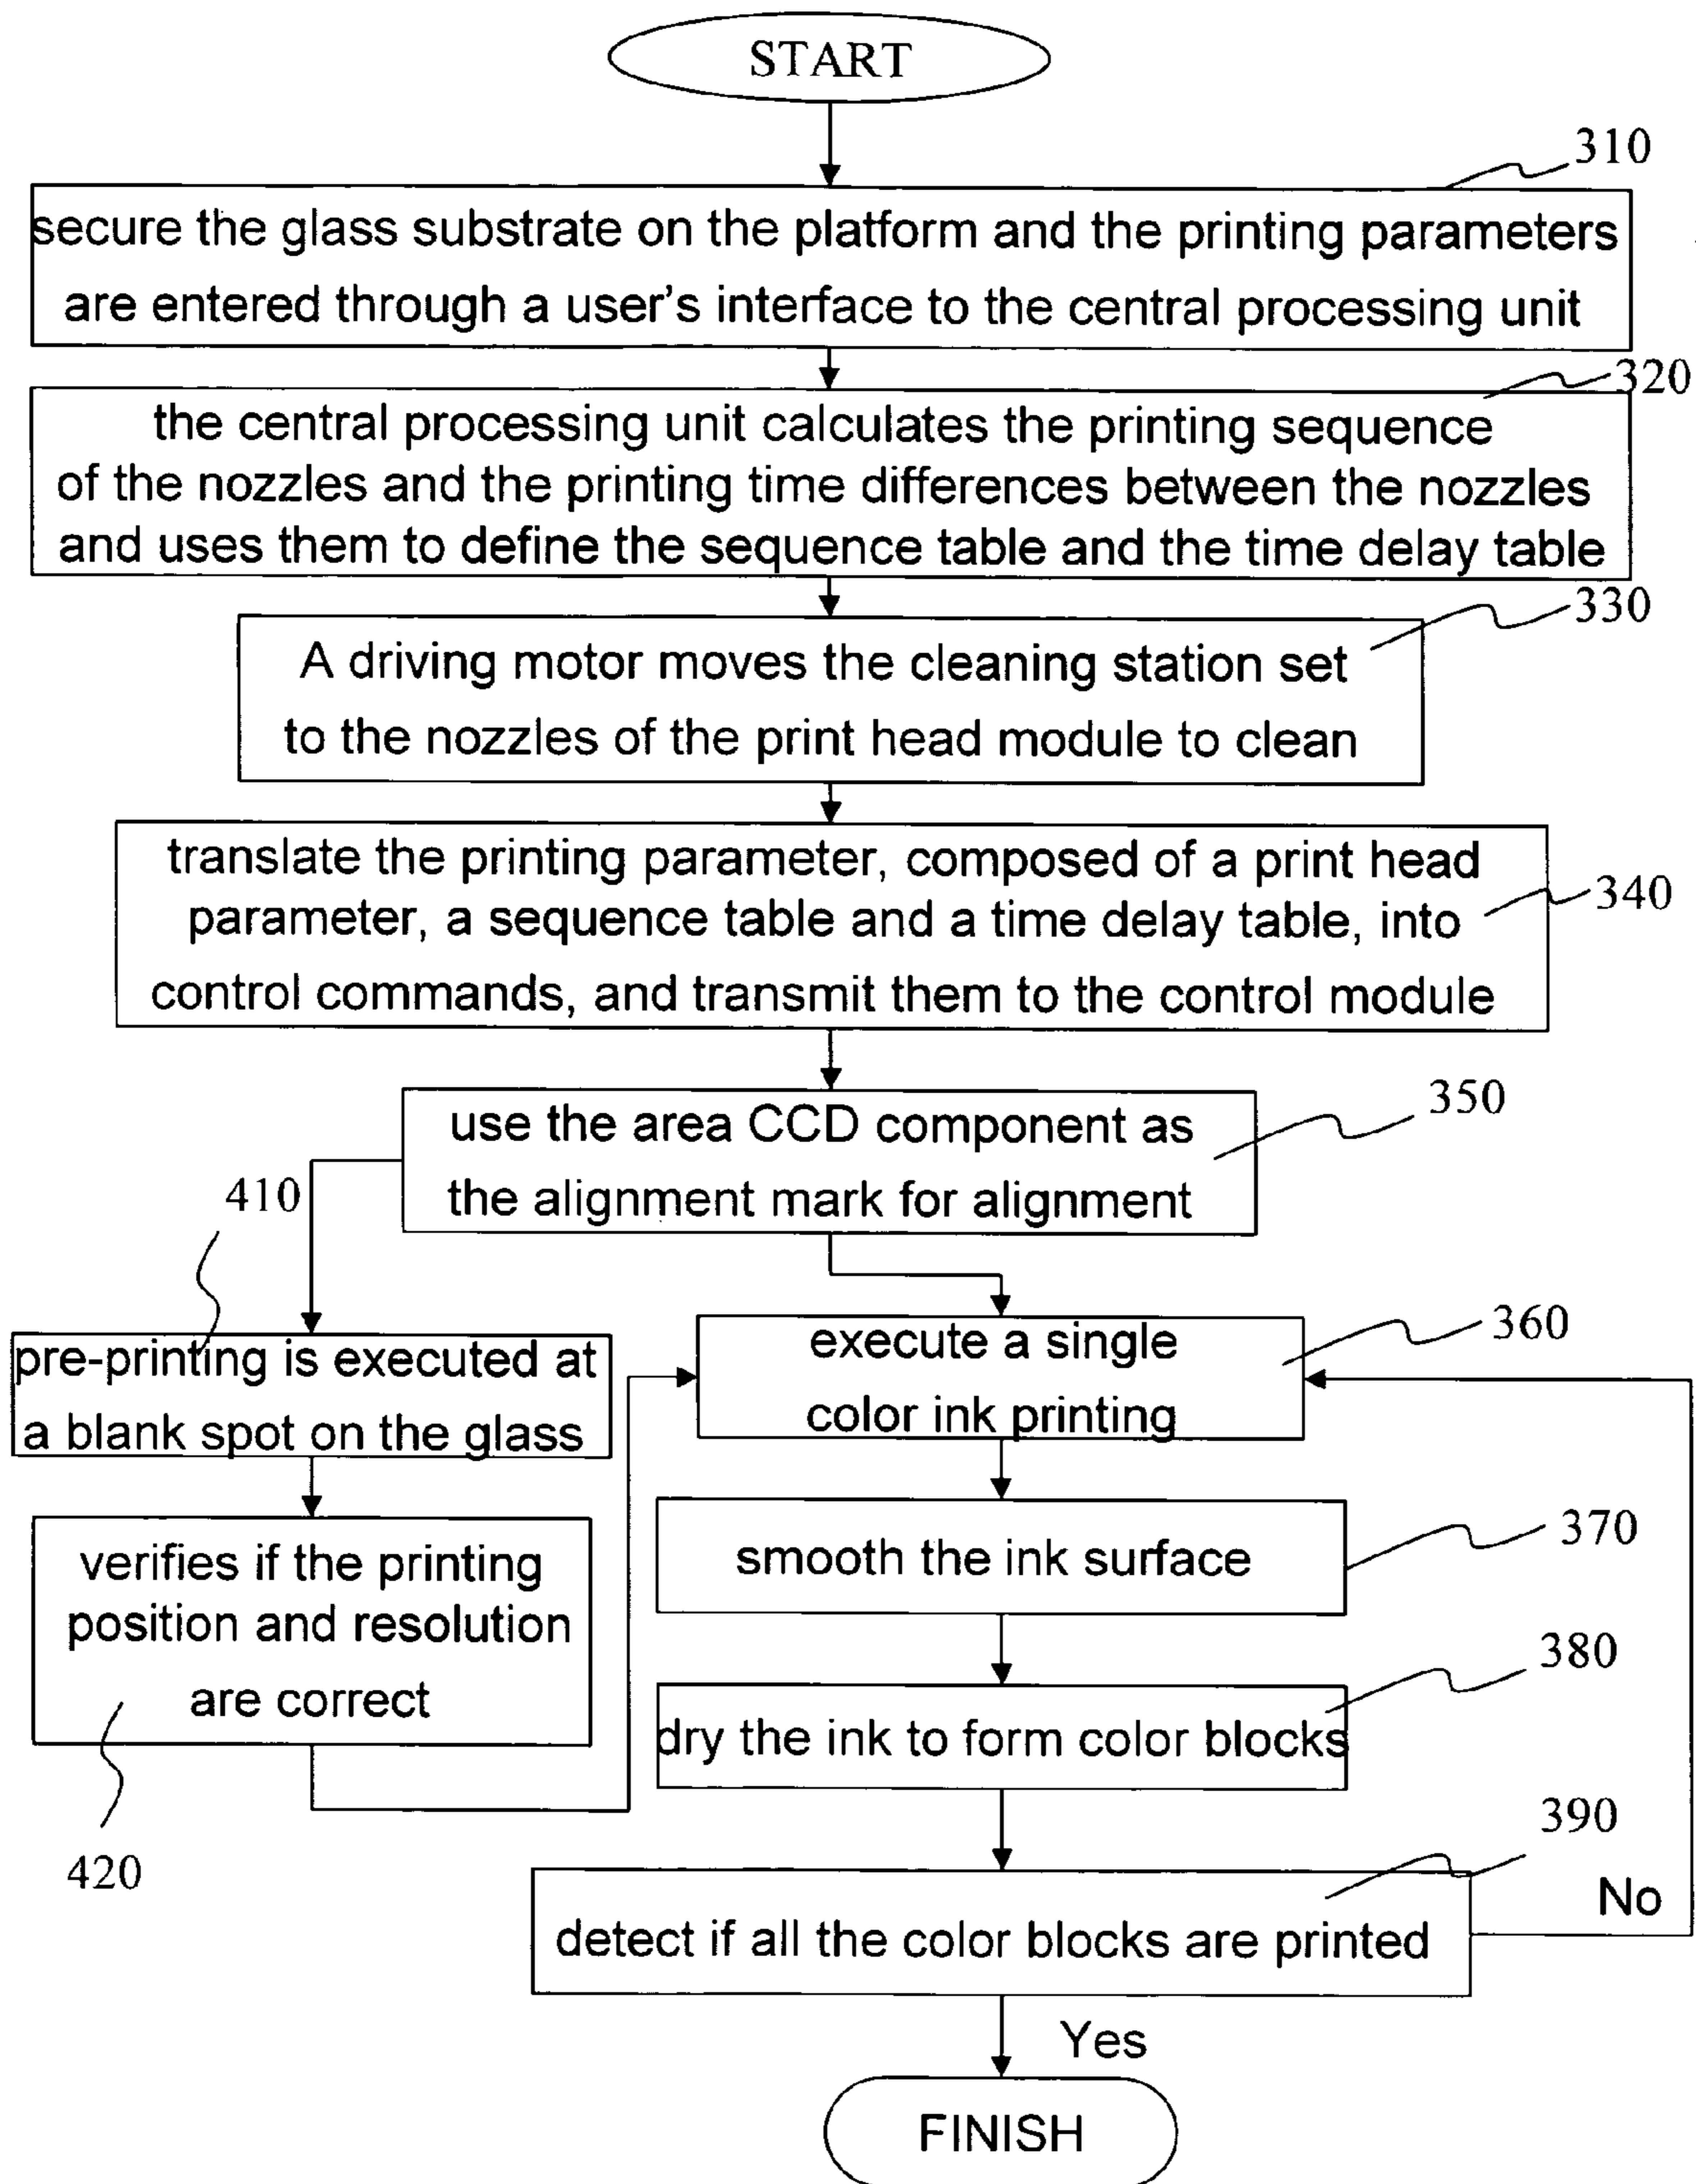 START
310
secure the glass substrate on the platform and the printing parameters
are entered through a user's interface to the central processing unit
320
the central processing unit calculates the printing sequence
of the nozzles and the printing time differences between the nozzles
and uses them to define the sequence table and the time delay table
330
A driving motor moves the cleaning station set
to the nozzles of the print head module to clean
translate the printing parameter, composed of a print head
parameter, a sequence table and a time delay table, into
control commands, and transmit them to the control module
340
350
use the area CCD component as
the alignment mark for alignment
410
pre-printing is executed at
a blank spot on the glass
360
execute a single
color ink printing
verifies if the printing
position and resolution
are correct
420
370
smooth the ink surface
380
dry the ink to form color blocks
390
detect if all the color blocks are printed
No
Yes
FINISH